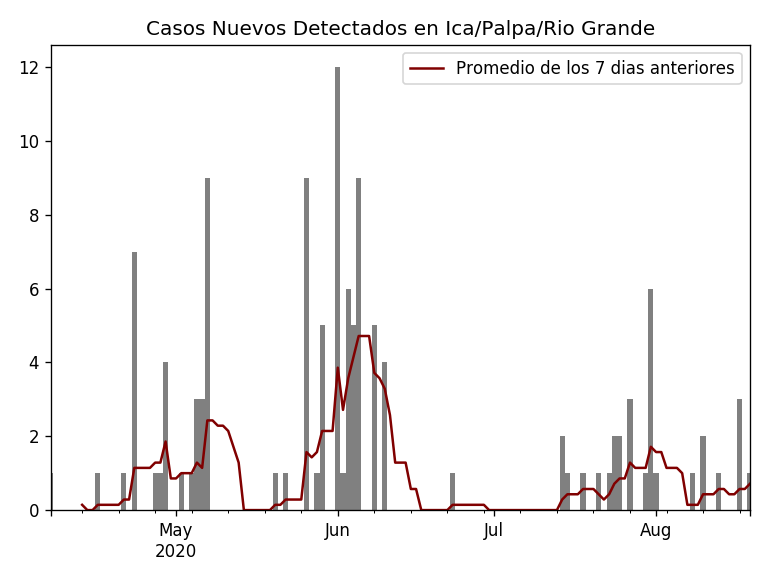 Casos Nuevos Detectados en Ica/Palpa/Rio Grande
Promedio de los 7 dias anteriores
12
10
8
6
4
2
0
May Jun Jul Aug
2020